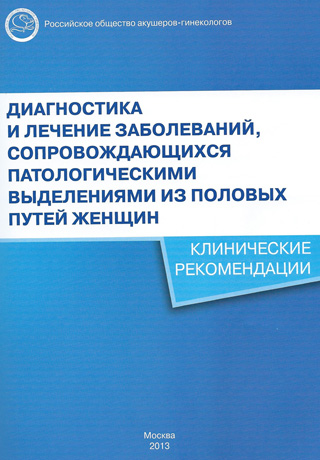 Российское общество акушеров-гинекологов
ДИАГНОСТИКА
И ЛЕЧЕНИЕ ЗАБОЛЕВАНИЙ,
СОПРОВОЖДАЮЩИХСЯ
ПАТОЛОГИЧЕСКИМИ
ВЫДЕЛЕНИЯМИ ИЗ ПОЛОВЫХ
ПУТЕЙ ЖЕНЩИН
КЛИНИЧЕСКИЕ
РЕКОМЕНДАЦИИ
Москва
2013